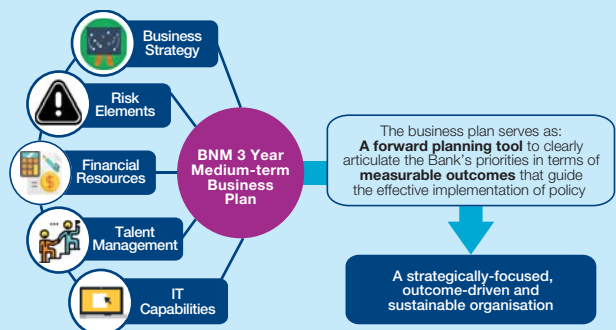 Business
Strategy
Risk
Elements
Financial
Resources
Talent
Management
IT
Capabilities
BNM 3 Year
Medium-term
Business
Plan
The business plan serves as:
A forward planning tool to clearly
articulate the Bank's priorities in terms of
measurable outcomes that guide
the effective implementation of policy
A strategically-focused,
outcome-driven and
sustainable organisation